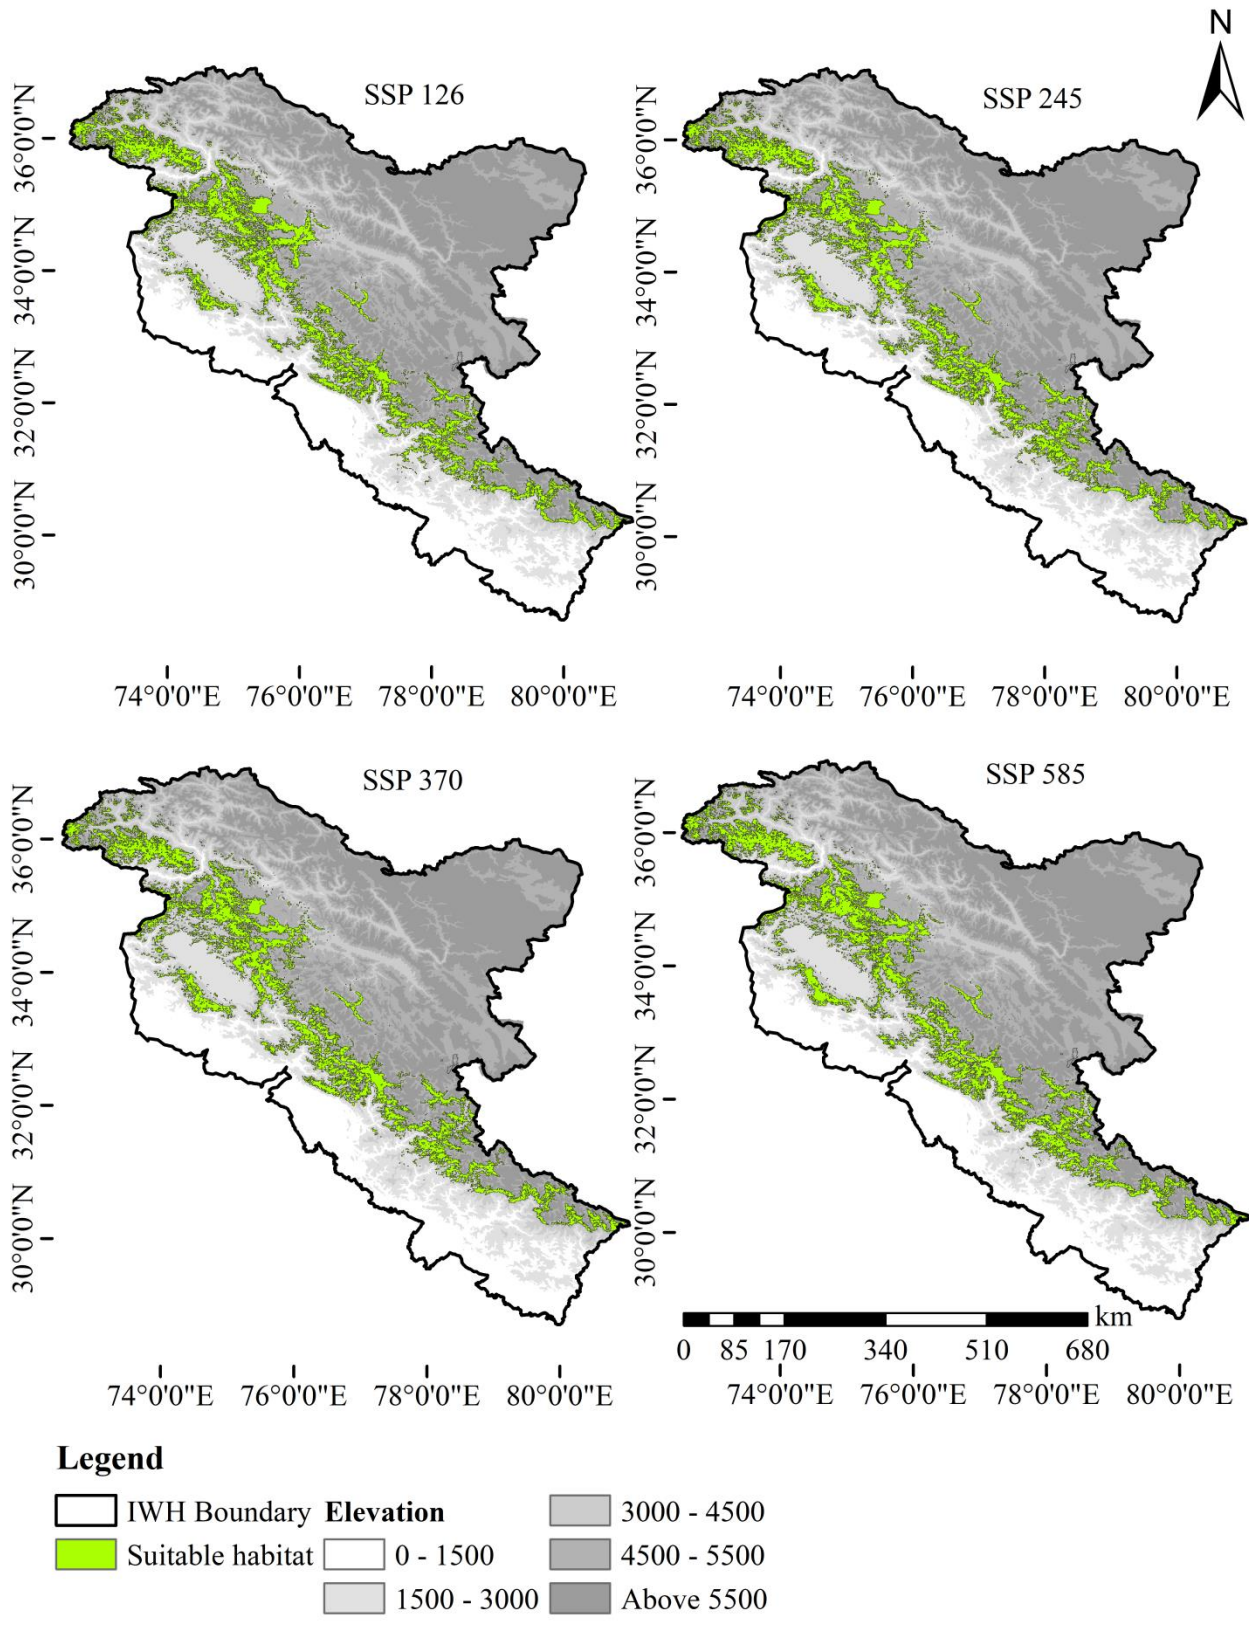 N
SSP 126
SSP 245
36°0'0"N
34°0'0"N
32°0'0"N
30°0'0"N
36°0'0"N
34°0'0"N
32°0'0"N
30°0'0"N
74°0'0"E 76°0'0"E 78°0'0"E 80°0'0"E
74°0'0"E 76°0'0"E 78°0'0"E 80°0'0"E
SSP 370
SSP 585
36°0'0"N
34°0'0"N
32°0'0"N
30°0'0"N
36°0'0"N
34°0'0"N
32°0'0"N
30°0'0"N
km
0 85 170 340 510 680
74°0'0"E 76°0'0"E 78°0'0"E 80°0'0"E
74°0'0"E 76°0'0"E 78°0'0"E 80°0'0"E
Legend
IWH Boundary
Suitable habitat
Elevation
0 - 1500
1500 - 3000
3000 - 4500
4500 - 5500
Above 5500